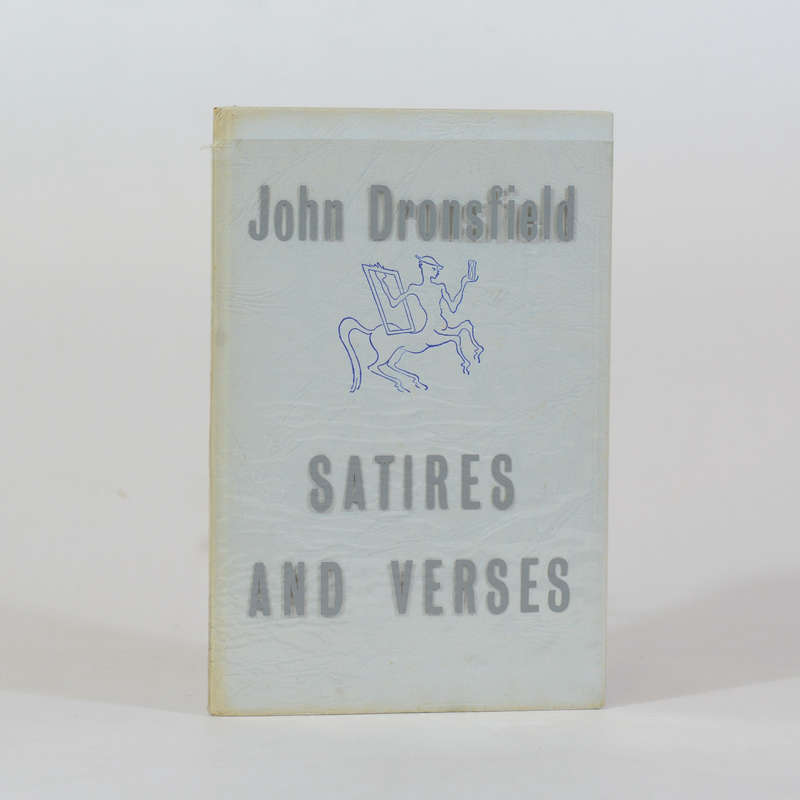 John Dronsfield
SATIRES
AND VERSES